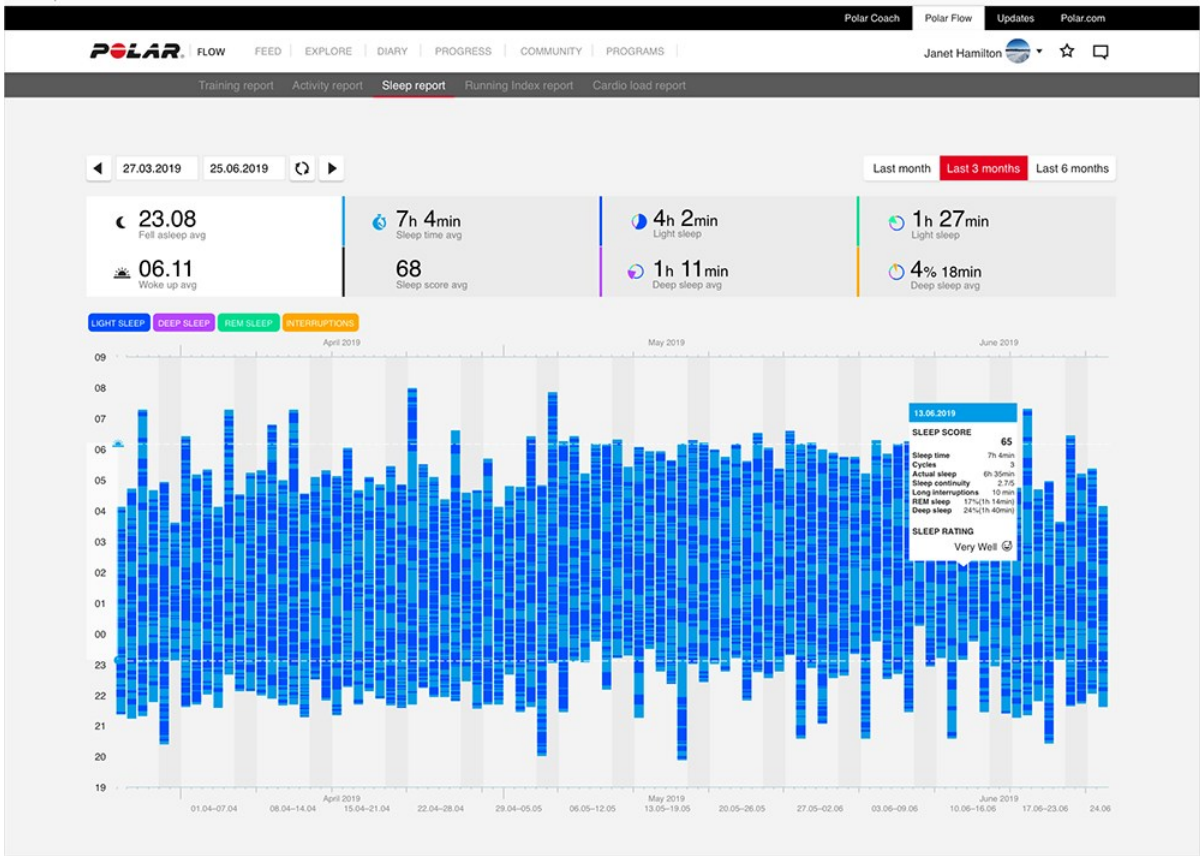 Polar Coach Polar Flow Updates Polar.com
POLAR. FLOW FEED EXPLORE DIARY PROGRESS COMMUNITY PROGRAMS Janet Hamilton
Training report Activity report Sleep report Running Index report Cardio load report
27.03.2019 25.06.2019 Last month Last 3 months Last 6 months
23.08 7h 4min 4h 2min 1h 27min
Fell asleep avg Sleep time avg Light sleep Light sleep
06.11 68 1h 11min 4% 18min
Woke up avg Sleep score avg Deep sleep avg Deep sleep avg
LIGHT SLEEP DEEP SLEEP REM SLEEP INTERRUPTIONS
April 2019 May 2019 June 2019
09
08
07
06
05
04
03
02
01
00
23
22
21
20
19
13.06.2019
SLEEP SCORE
65
Sleep time 7h 4min
Cycles 3
Actual sleep 6h 35min
Sleep continuity 2,7/5
Long interruptions 10 min
REM sleep 17%(1h 14min)
Deep sleep 24%(1h 40min)
SLEEP RATING
Very Well
April 2019 May 2019 June 2019
01.04–07.04 08.04–14.04 15.04–21.04 22.04–28.04 29.04–05.05 06.05–12.05 13.05–19.05 20.05–26.05 27.05–02.06 03.06–09.06 10.06–16.06 17.06–23.06 24.06